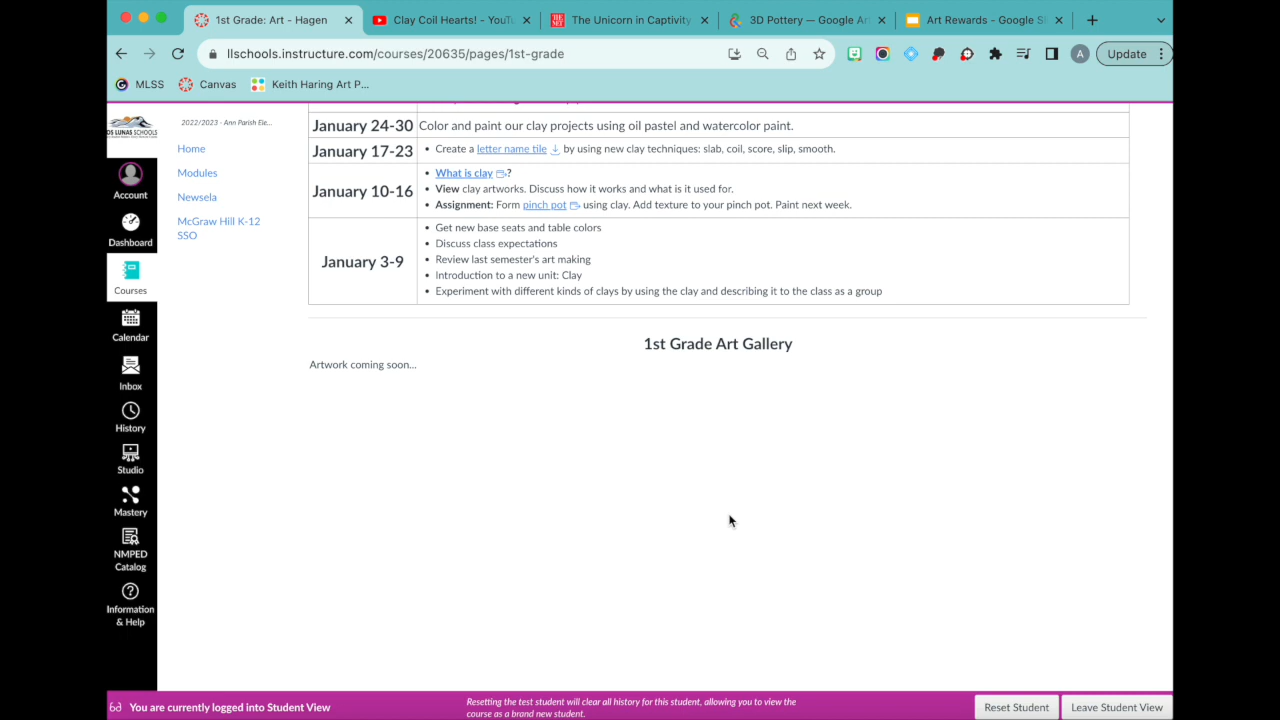 1st Grade: Art - Hagen
Clay Coil Hearts! - YouTu
The Unicorn in Captivity
3D Pottery — Google Ar
Art Rewards - Google Sl
llschools.instructure.com/courses/20635/pages/1st-grade
A
Update
MLSS
Canvas
Keith Haring Art P...
OS LUNAS SCHOOLS
2022/2023 - Ann Parish Ele...
Home
Modules
Newsela
McGraw Hill K-12
SSO
Account
Dashboard
Courses
Calendar
Inbox
History
Studio
Mastery
NMPED
Catalog
Information
& Help
January 24-30
Color and paint our clay projects using oil pastel and watercolor paint.
January 17-23
• Create a letter name tile by using new clay techniques: slab, coil, score, slip, smooth.
January 10-16
• What is clay ?
• View clay artworks. Discuss how it works and what is it used for.
• Assignment: Form pinch pot using clay. Add texture to your pinch pot. Paint next week.
January 3-9
• Get new base seats and table colors
• Discuss class expectations
• Review last semester's art making
• Introduction to a new unit: Clay
• Experiment with different kinds of clays by using the clay and describing it to the class as a group
1st Grade Art Gallery
Artwork coming soon...
You are currently logged into Student View
Resetting the test student will clear all history for this student, allowing you to view the
course as a brand new student.
Reset Student
Leave Student View